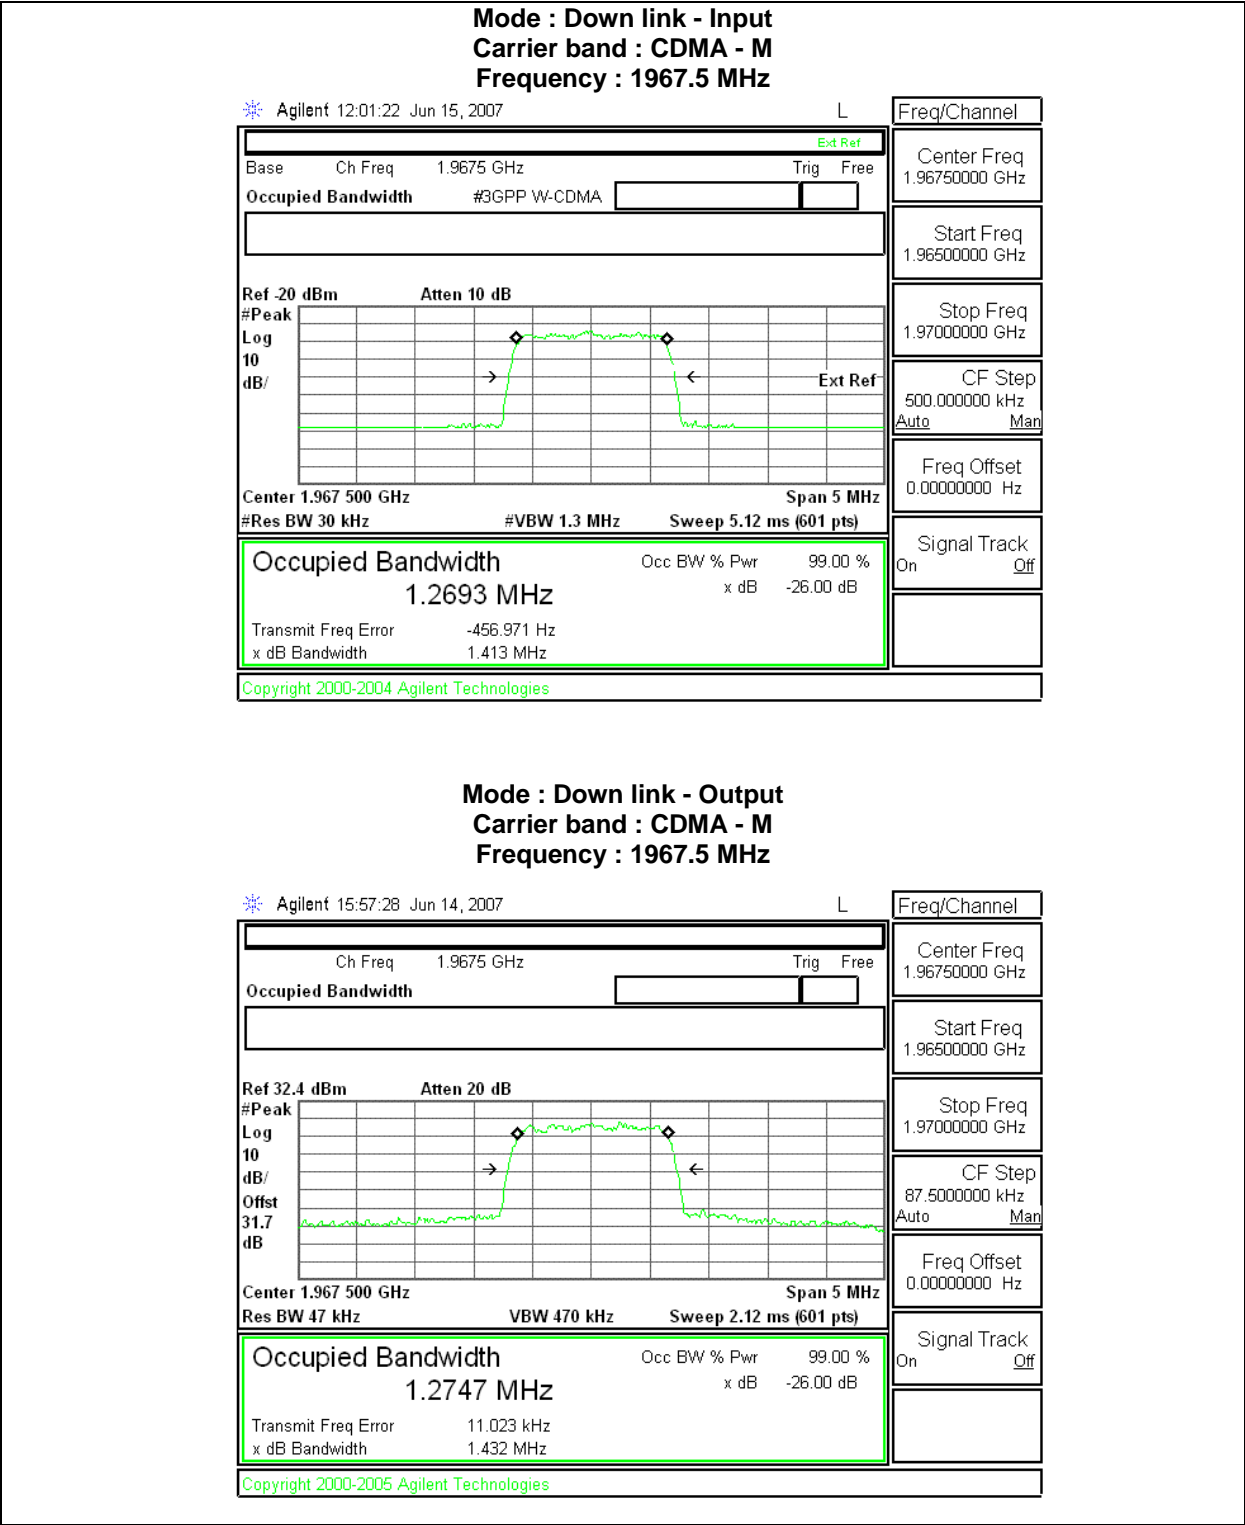 Mode : Down link - Input
Carrier band : CDMA - M
Frequency : 1967.5 MHz
Agilent 12:01:22 Jun 15, 2007 L
Freq/Channel
Ext Ref
Base Ch Freq 1.9675 GHz Trig Free
Occupied Bandwidth #3GPP W-CDMA
Center Freq
1.96750000 GHz
Start Freq
1.96500000 GHz
Ref -20 dBm Atten 10 dB
#Peak
Log
10
dB/
Ext Ref
Stop Freq
1.97000000 GHz
CF Step
500.000000 kHz
Auto Man
Freq Offset
0.00000000 Hz
Center 1.967 500 GHz Span 5 MHz
#Res BW 30 kHz #VBW 1.3 MHz Sweep 5.12 ms (601 pts)
Signal Track
On Off
Occupied Bandwidth
1.2693 MHz
Occ BW % Pwr 99.00 %
x dB -26.00 dB
Transmit Freq Error -456.971 Hz
x dB Bandwidth 1.413 MHz
Copyright 2000-2004 Agilent Technologies
Mode : Down link - Output
Carrier band : CDMA - M
Frequency : 1967.5 MHz
Agilent 15:57:28 Jun 14, 2007 L
Freq/Channel
Ch Freq 1.9675 GHz Trig Free
Occupied Bandwidth
Center Freq
1.96750000 GHz
Start Freq
1.96500000 GHz
Ref 32.4 dBm Atten 20 dB
#Peak
Log
10
dB/
Offst
31.7
dB
Stop Freq
1.97000000 GHz
CF Step
87.5000000 kHz
Auto Man
Freq Offset
0.00000000 Hz
Center 1.967 500 GHz Span 5 MHz
Res BW 47 kHz VBW 470 kHz Sweep 2.12 ms (601 pts)
Signal Track
On Off
Occupied Bandwidth
1.2747 MHz
Occ BW % Pwr 99.00 %
x dB -26.00 dB
Transmit Freq Error 11.023 kHz
x dB Bandwidth 1.432 MHz
Copyright 2000-2005 Agilent Technologies